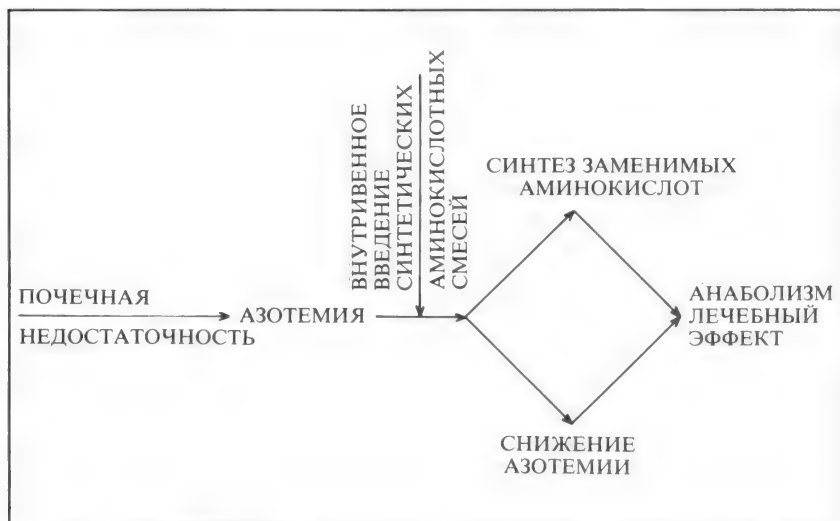 ПОЧЕЧНАЯ
НЕДОСТАТОЧНОСТЬ
АЗОТЕМИЯ
ВНУТРИВЕННОЕ
ВВЕДЕНИЕ
СИНТЕТИЧЕСКИХ
АМИНОКИСЛОТНЫХ
СМЕСЕЙ
СИНТЕЗ ЗАМЕНИМЫХ
АМИНОКИСЛОТ
СНИЖЕНИЕ
АЗОТЕМИИ
АНАБОЛИЗМ
ЛЕЧЕБНЫЙ
ЭФФЕКТ